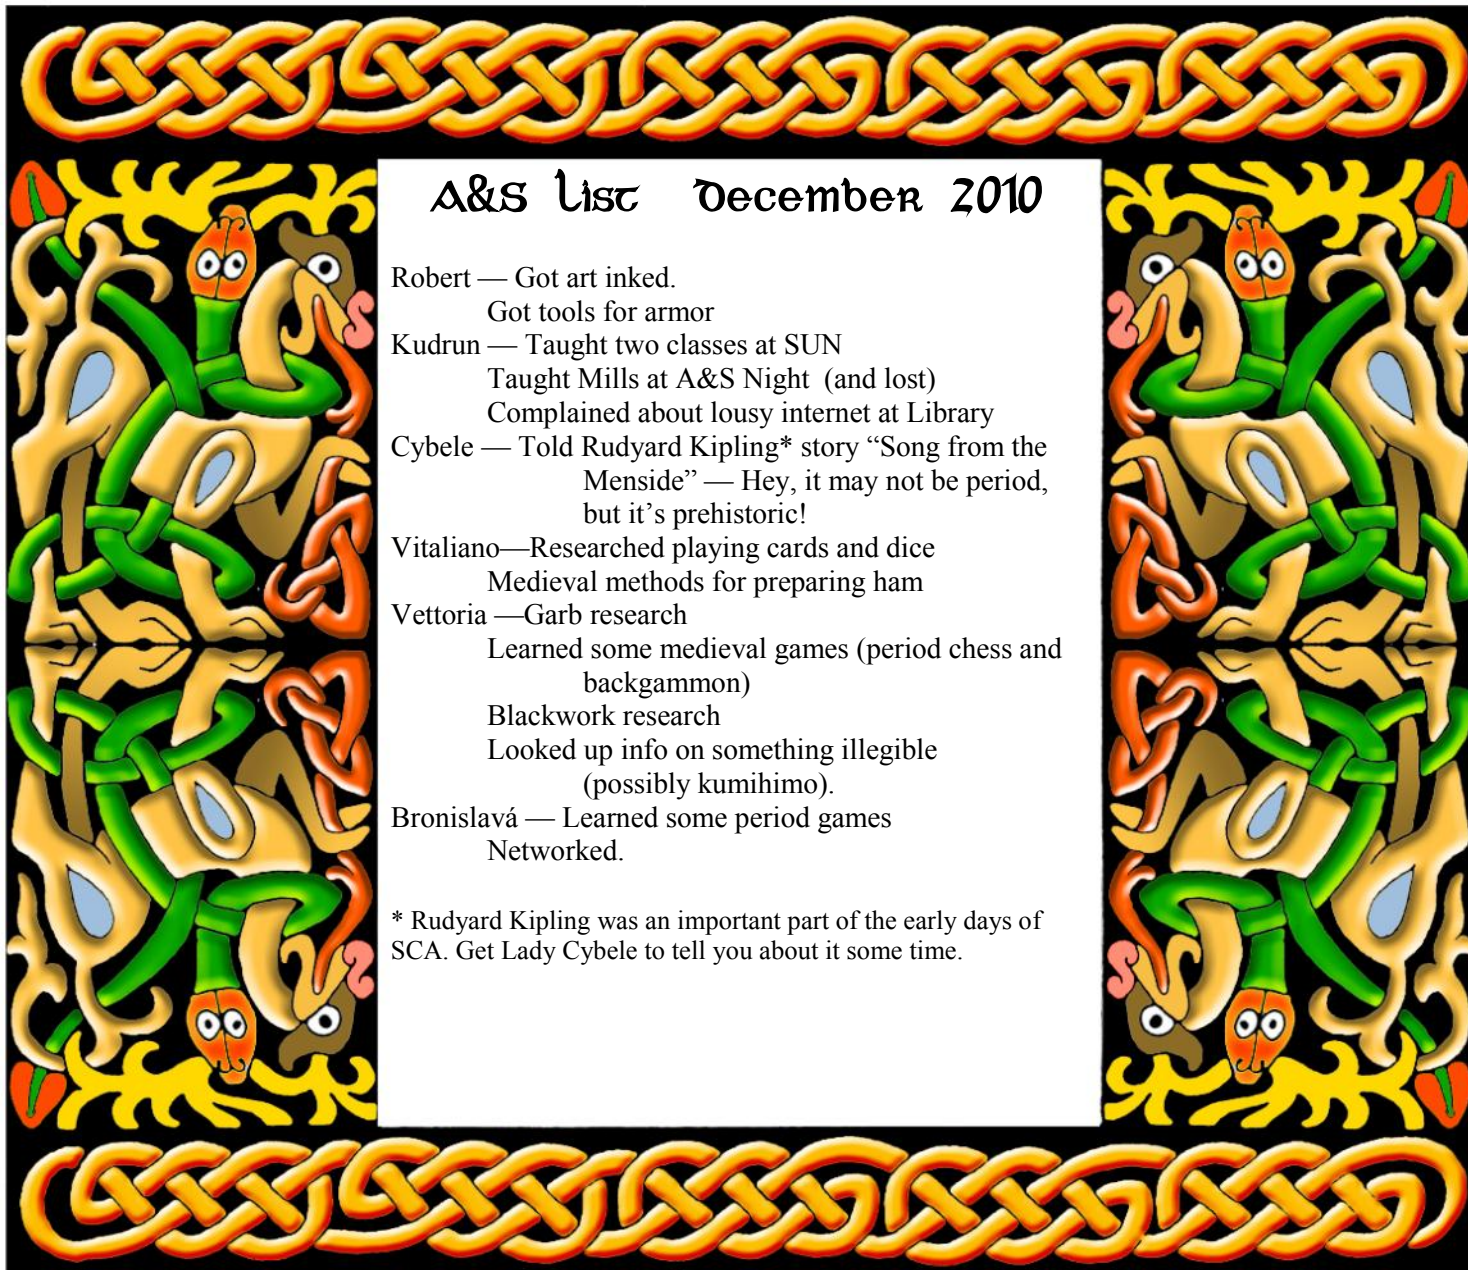 A&S List December 2010
Robert — Got art inked.
Got tools for armor
Kudrun — Taught two classes at SUN
Taught Mills at A&S Night (and lost)
Complained about lousy internet at Library
Cybele — Told Rudyard Kipling* story “Song from the
Menside” — Hey, it may not be period,
but it’s prehistoric!
Vitaliano—Researched playing cards and dice
Medieval methods for preparing ham
Vettoria —Garb research
Learned some medieval games (period chess and
backgammon)
Blackwork research
Looked up info on something illegible
(possibly kumihimo).
Bronislavá — Learned some period games
Networked.
* Rudyard Kipling was an important part of the early days of
SCA. Get Lady Cybele to tell you about it some time.